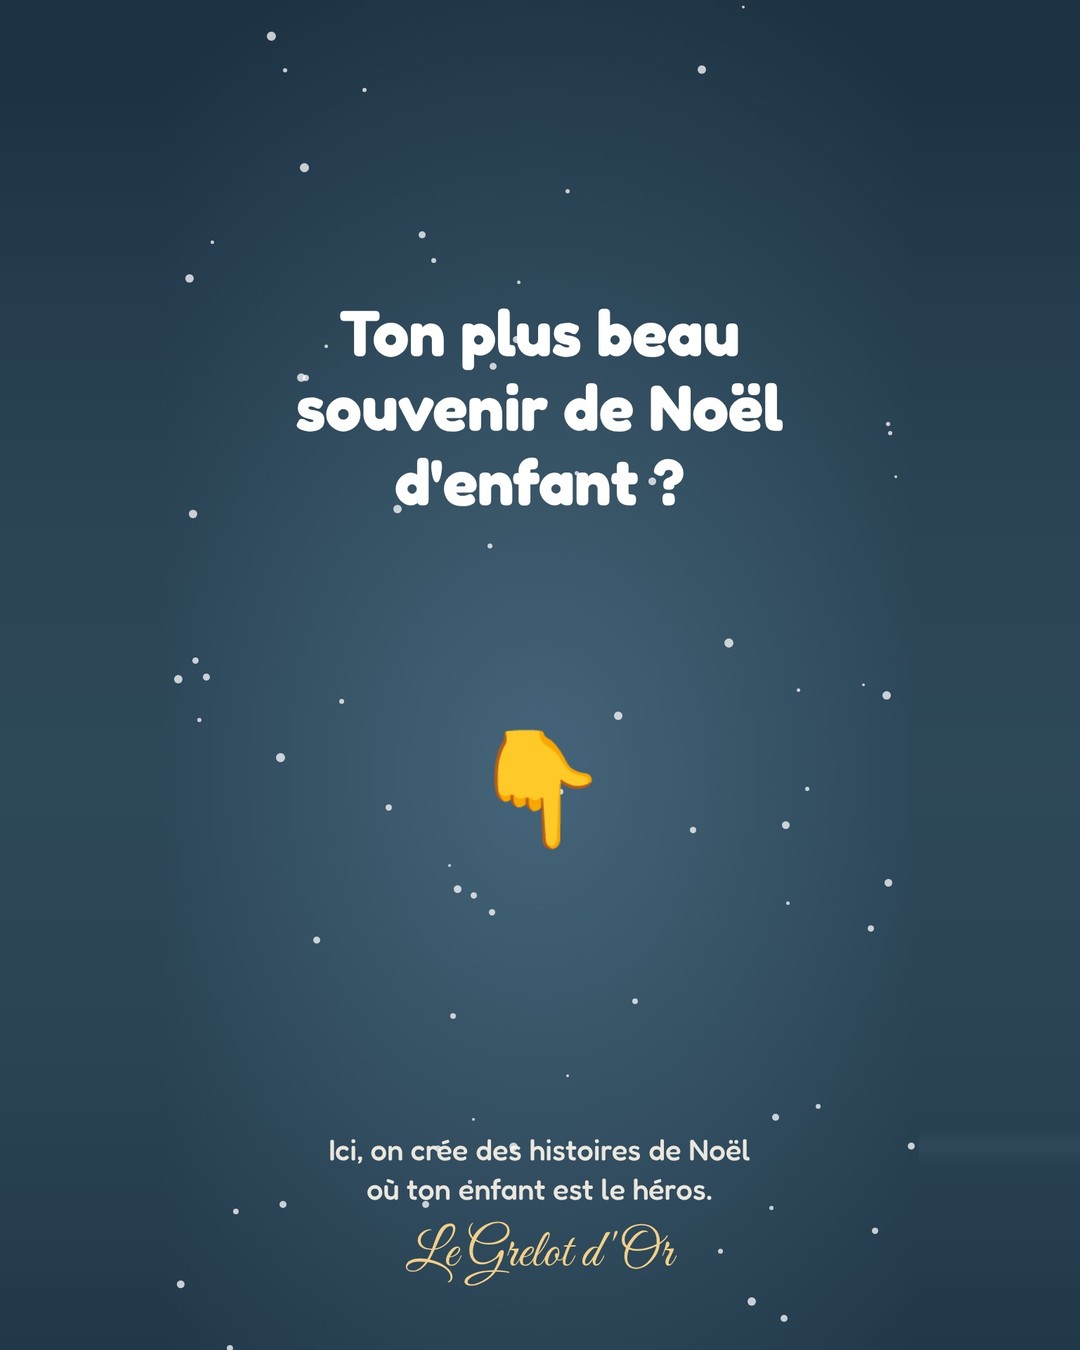 Ton plus beau
souvenir de Noël
d'enfant ?
Ici, on crée des histoires de Noël
où ton enfant est le héros.
Le Grelot d'Or